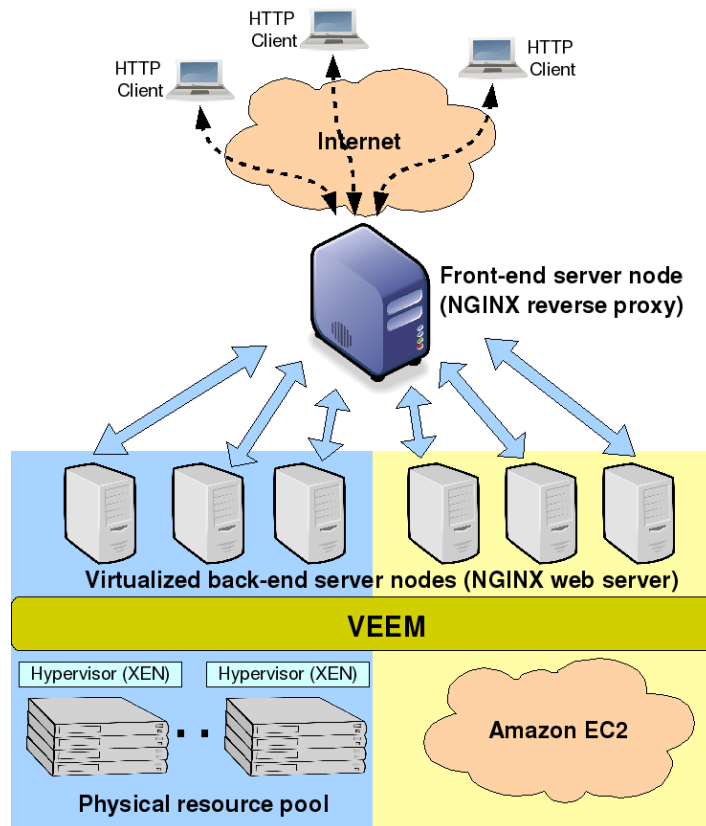 HTTP
Client
HTTP
Client
HTTP
Client
Internet
Front-end server node
(NGINX reverse proxy)
Virtualized back-end server nodes (NGINX web server)
VEEM
Hypervisor (XEN)
Hypervisor (XEN)
Amazon EC2
Physical resource pool